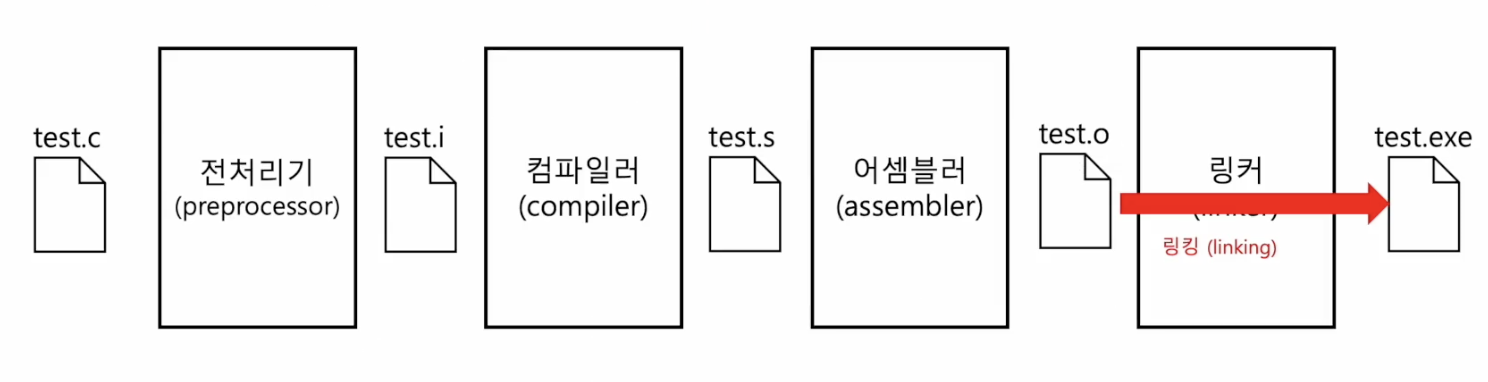 test.c
전처리기
(preprocessor)
test.i
컴파일러
(compiler)
test.s
어셈블러
(assembler)
test.o
링커
(linker)
링킹 (linking)
test.exe